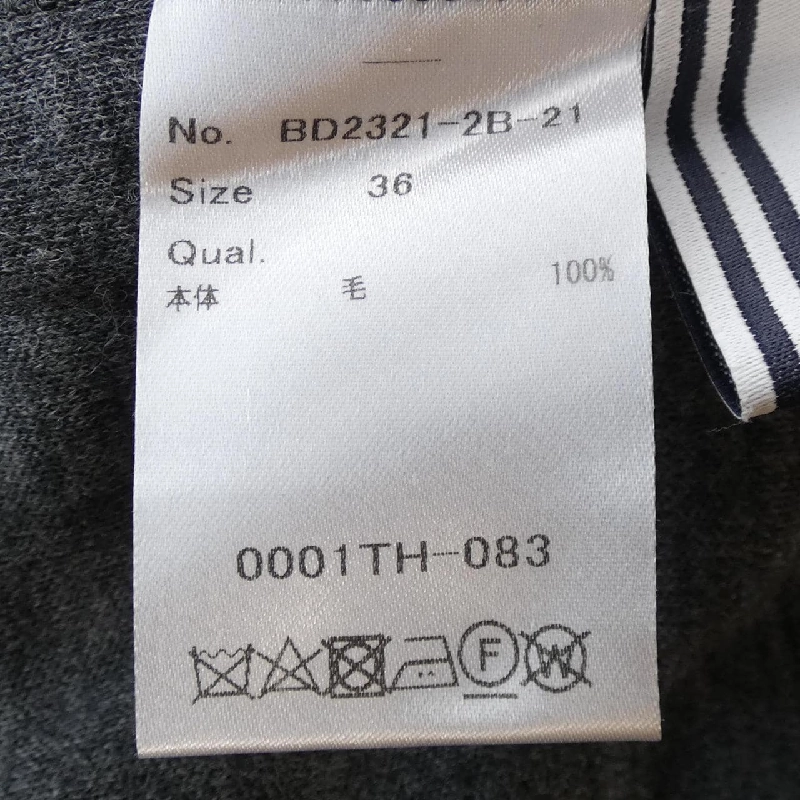 No. BD2321-2B-21
Size 36
Qual.
本体 毛 100%
0001TH-083
F W